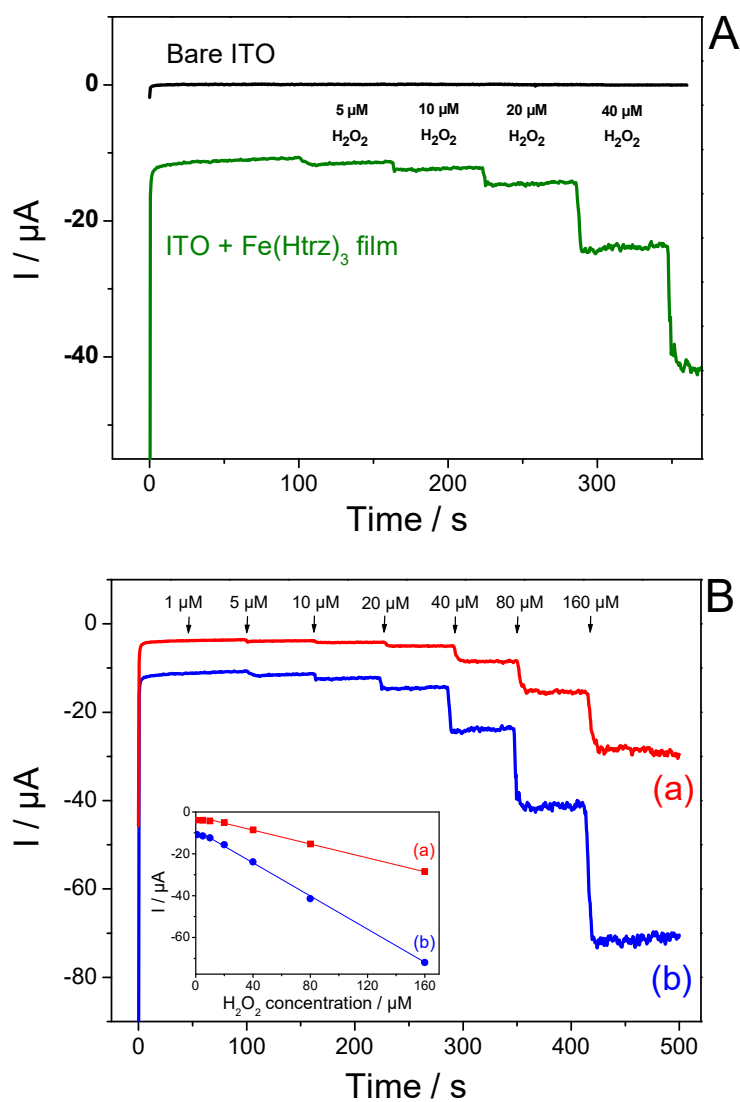 A
Bare ITO
0
5 µM 10 µM 20 µM 40 µM
H₂O₂ H₂O₂ H₂O₂ H₂O₂
-20
ITO + Fe(Htrz)₃ film
I / µA
-40
0 100 200 300
Time / s
B
0
1 µM 5 µM 10 µM 20 µM 40 µM 80 µM 160 µM
-20
(a)
I / µA
-40
-60
-80
(b)
0
-20
-40
-60
I / µA
(a)
(b)
0 40 80 120 160
H₂O₂ concentration / µM
0 100 200 300 400 500
Time / s